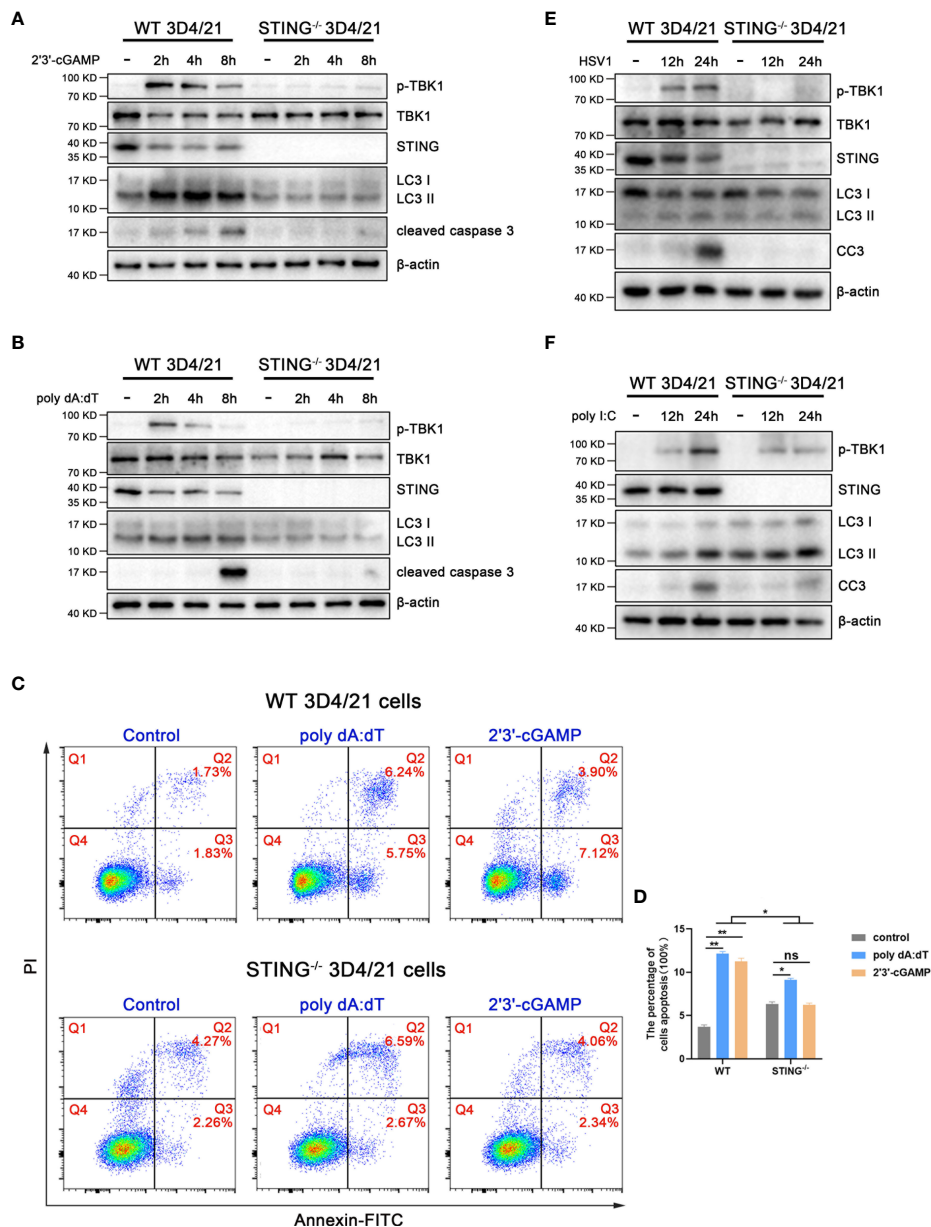 A
WT 3D4/21 STING-/- 3D4/21
2'3'-cGAMP - 2h 4h 8h - 2h 4h 8h
100 KD
70 KD
p-TBK1
70 KD
TBK1
40 KD
35 KD
STING
17 KD
10 KD
LC3 I
LC3 II
17 KD
cleaved caspase 3
40 KD
β-actin
B
WT 3D4/21 STING-/- 3D4/21
poly dA:dT - 2h 4h 8h - 2h 4h 8h
100 KD
70 KD
p-TBK1
70 KD
TBK1
40 KD
35 KD
STING
17 KD
10 KD
LC3 I
LC3 II
17 KD
cleaved caspase 3
40 KD
β-actin
E
WT 3D4/21 STING-/- 3D4/21
HSV1 - 12h 24h - 12h 24h
100 KD
70 KD
p-TBK1
70 KD
TBK1
40 KD
35 KD
STING
17 KD
10 KD
LC3 I
LC3 II
17 KD
CC3
40 KD
β-actin
F
WT 3D4/21 STING-/- 3D4/21
poly I:C - 12h 24h - 12h 24h
100 KD
70 KD
p-TBK1
40 KD
35 KD
STING
17 KD
10 KD
LC3 I
LC3 II
17 KD
CC3
40 KD
β-actin
C
WT 3D4/21 cells
Control poly dA:dT 2'3'-cGAMP
Q1 Q2 Q1 Q2 Q1 Q2
1.73% 6.24% 3.90%
Q4 Q3 Q4 Q3 Q4 Q3
1.83% 5.75% 7.12%
STING-/- 3D4/21 cells
Control poly dA:dT 2'3'-cGAMP
Q1 Q2 Q1 Q2 Q1 Q2
4.27% 6.59% 4.06%
Q4 Q3 Q4 Q3 Q4 Q3
2.26% 2.67% 2.34%
PI
Annexin-FITC
D
The percentage of
cells apoptosis (100%)
15
10
5
0
*
**
**
ns
*
WT STING-/-
control
poly dA:dT
2'3'-cGAMP